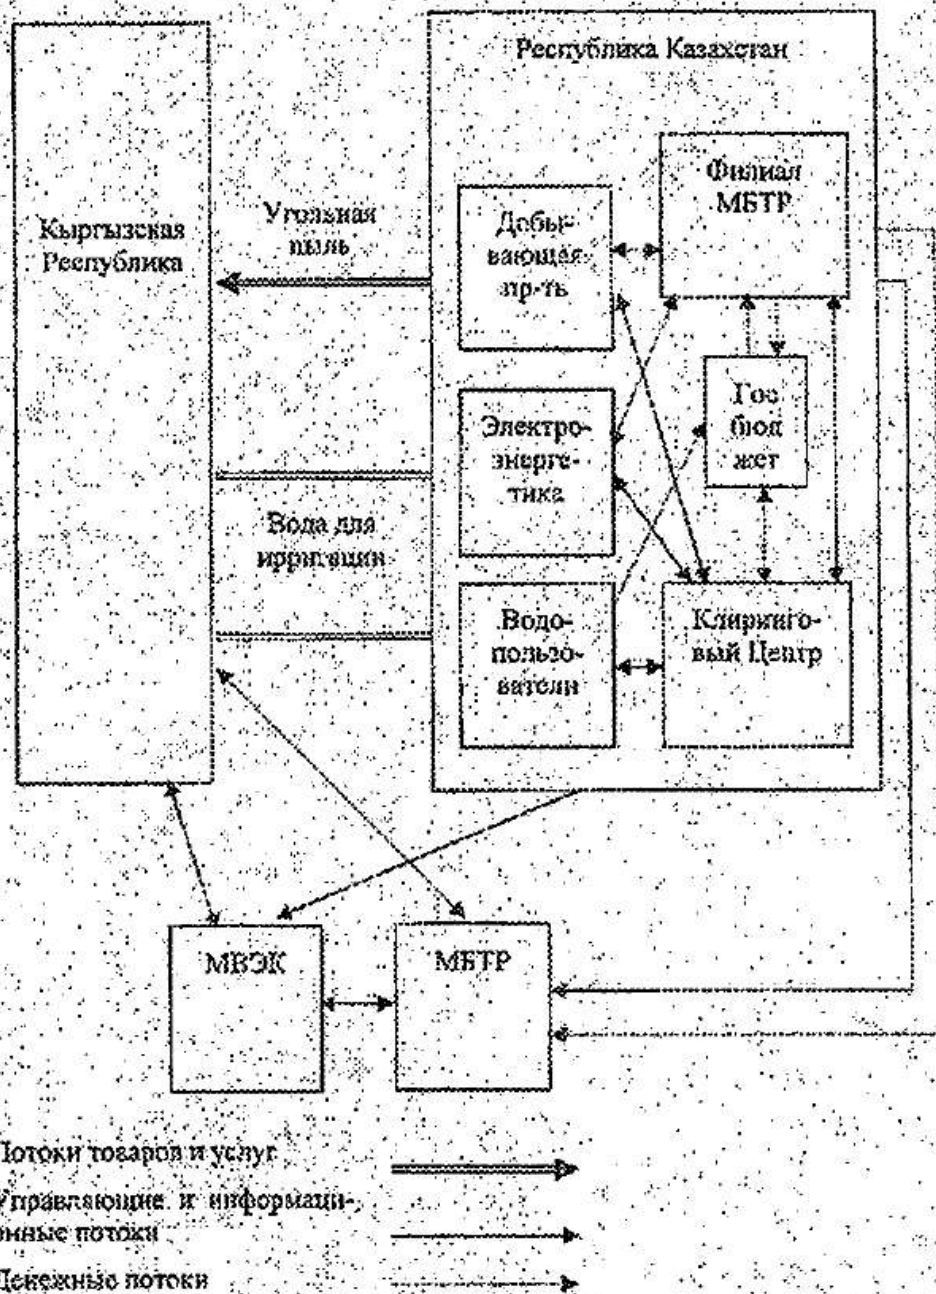 Республика Казахстан
Кыргызская
Республика
Угольная
пыль
Добы-
вающая
пр-ть
Филиал
МБТР
Электро-
энерге-
тика
Гос
бюд
жет
Вода для
ирригации
Водо-
пользо-
ватели
Клиринго-
вый Центр
МВЭК
МБТР
Потоки товаров и услуг
Управляющие и информаци-
онные потоки
Денежные потоки